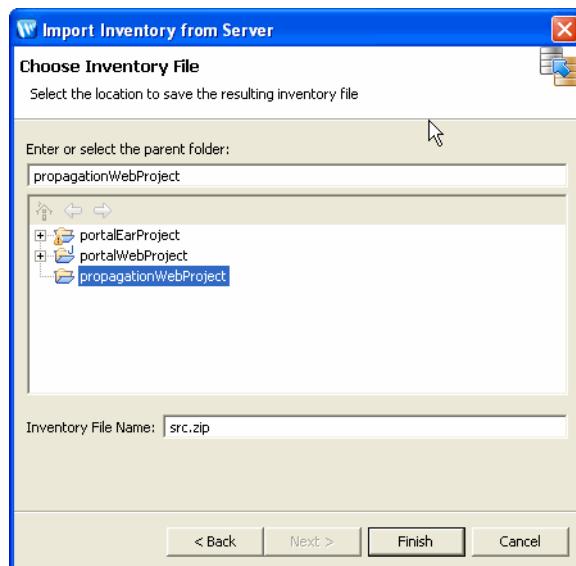 Import Inventory from Server
Choose Inventory File
Select the location to save the resulting inventory file
Enter or select the parent folder:
propagationWebProject
portalEarProject
portalWebProject
propagationWebProject
Inventory File Name: src.zip
< Back Next > Finish Cancel